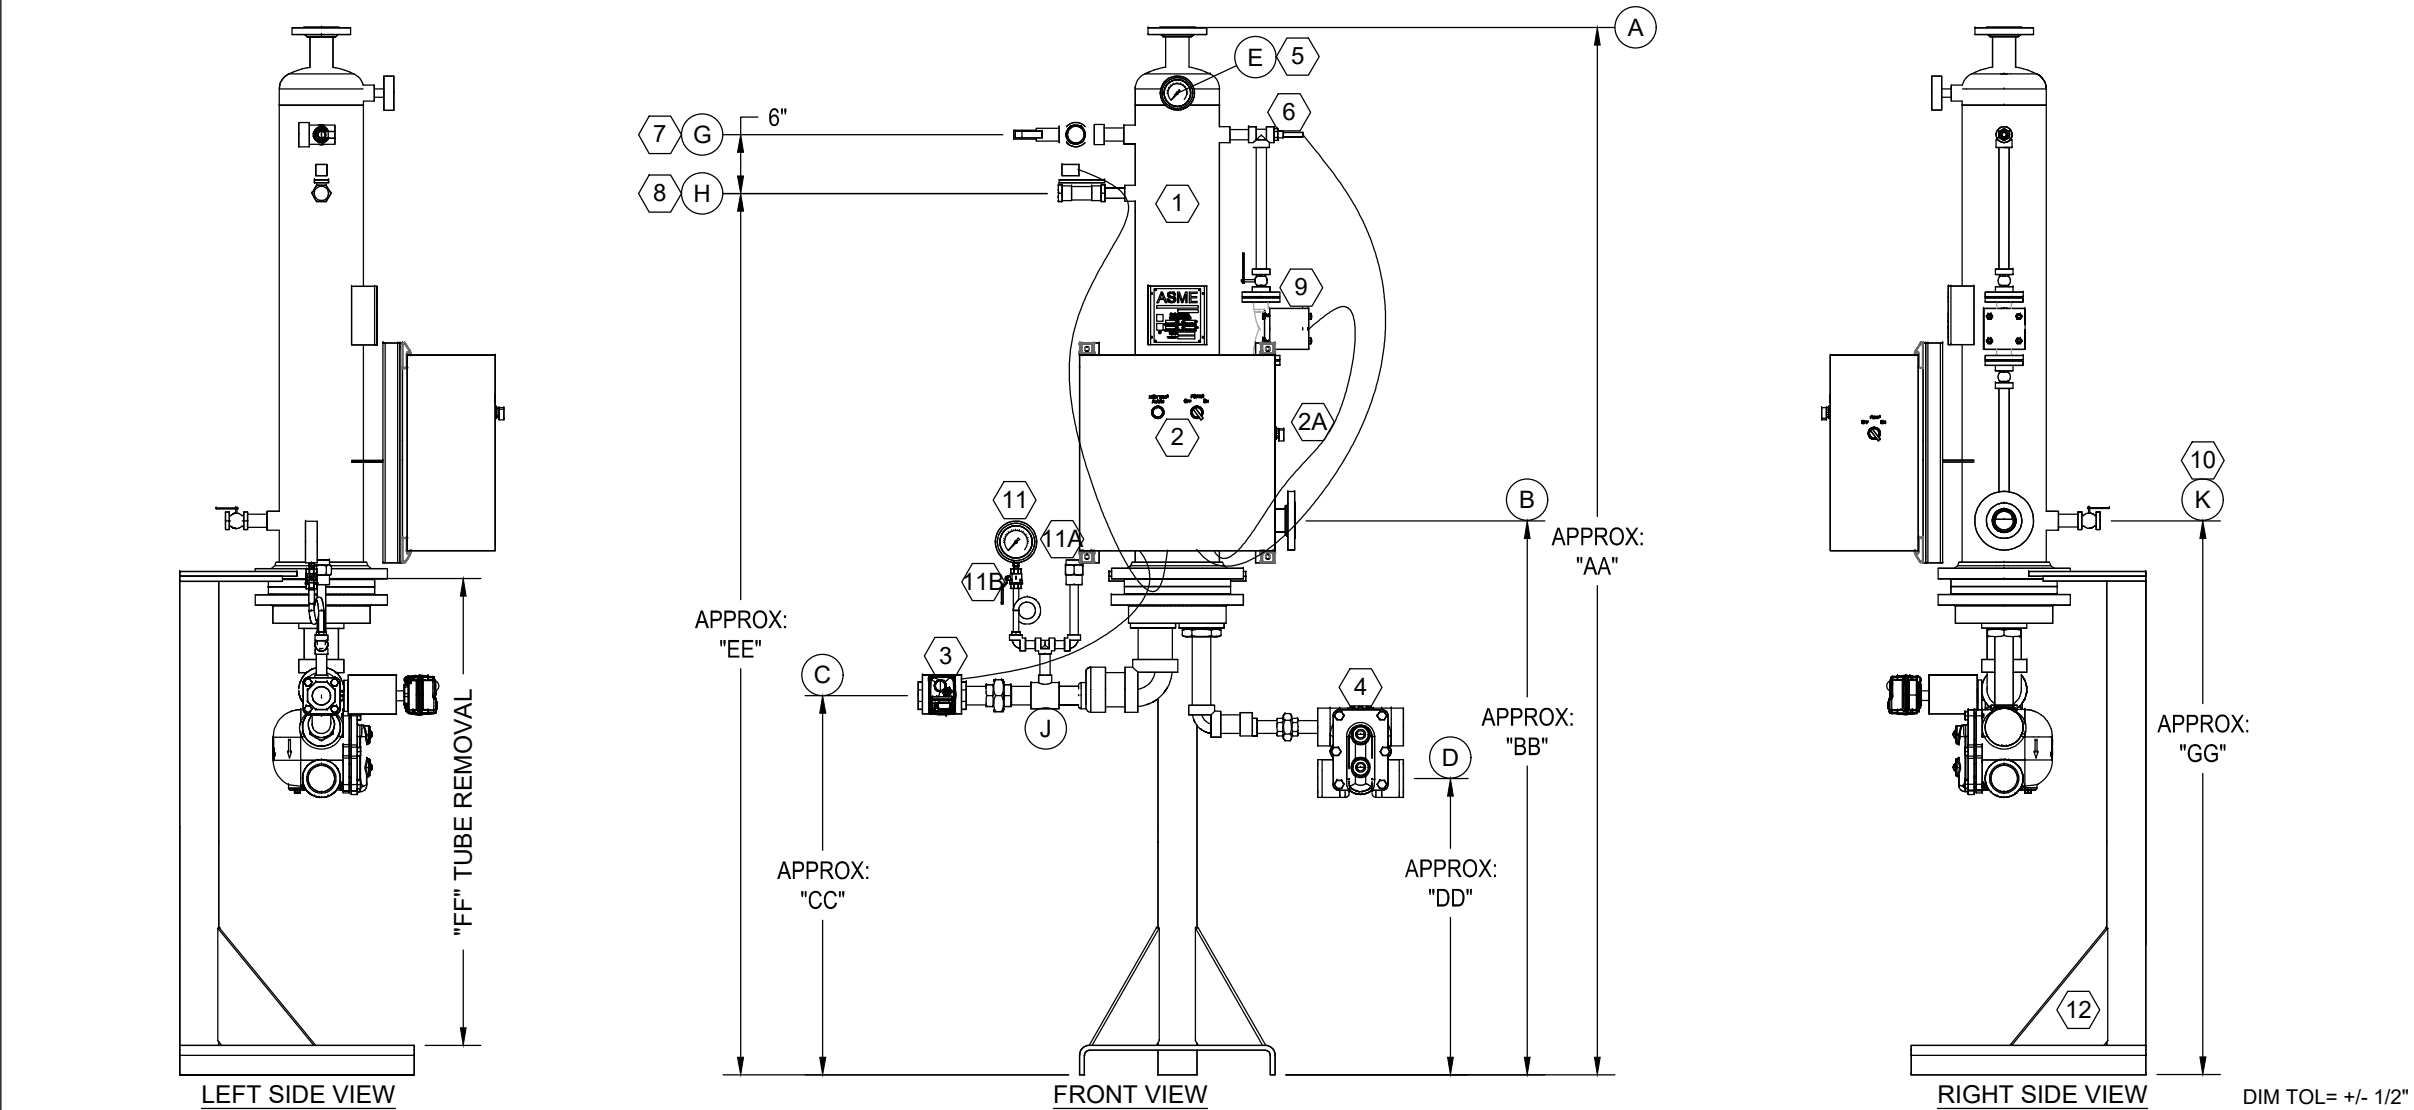 A
E 5
6
6"
7 G
8 H
1
9
ASME
2A
2
10
K
11
B
11A
APPROX:
"AA"
11B
APPROX:
"EE"
3
C
4
J
"FF" TUBE REMOVAL
APPROX:
"BB"
APPROX:
"GG"
D
APPROX:
"CC"
APPROX:
"DD"
12
LEFT SIDE VIEW
FRONT VIEW
RIGHT SIDE VIEW
DIM TOL= +/- 1/2"